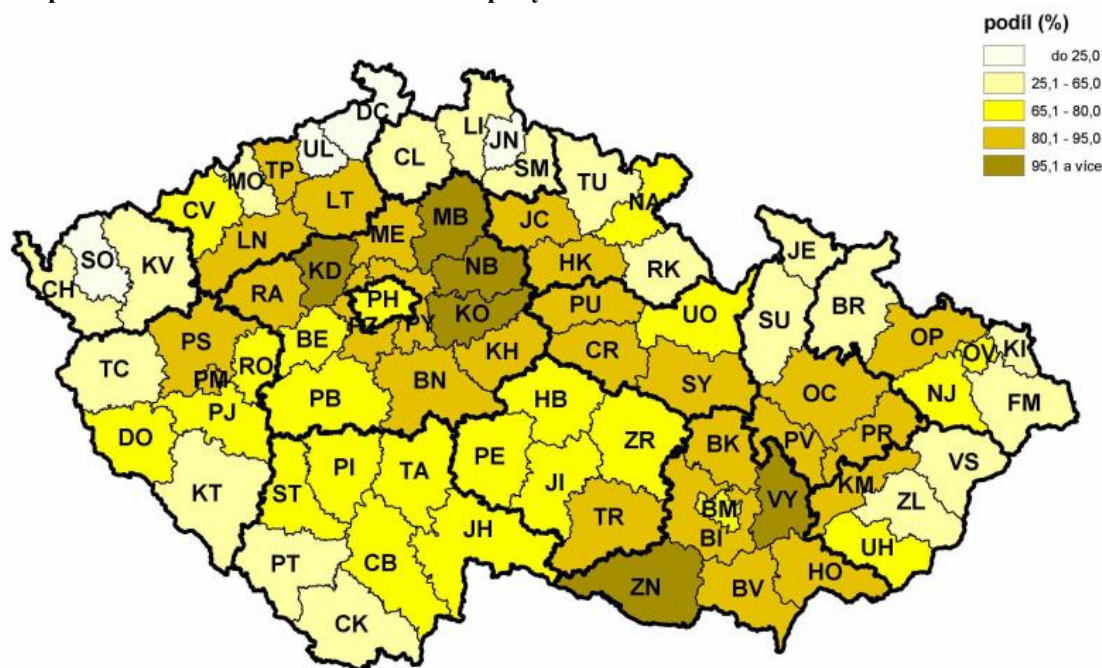 podíl (%)
do 25,0
25,1 - 65,0
65,1 - 80,0
80,1 - 95,0
95,1 a více
DC
LI
JN
UL
CL
SM
TP
MO
TU
CV
LT
NA
MB
JC
LN
ME
SO
KV
KD
NB
HK
RK
JE
CH
RA
PH
BR
KO
PU
UO
SU
PZ
PY
OP
PS
BE
KI
OV
TC
RO
KH
CR
PM
BN
SY
OC
NJ
FM
PB
HB
PJ
DO
BK
PV
PR
ZR
VS
PI
TA
PE
KT
ST
JI
KM
VY
ZL
BM
TR
JH
BI
UH
PT
CB
HO
ZN
BV
CK